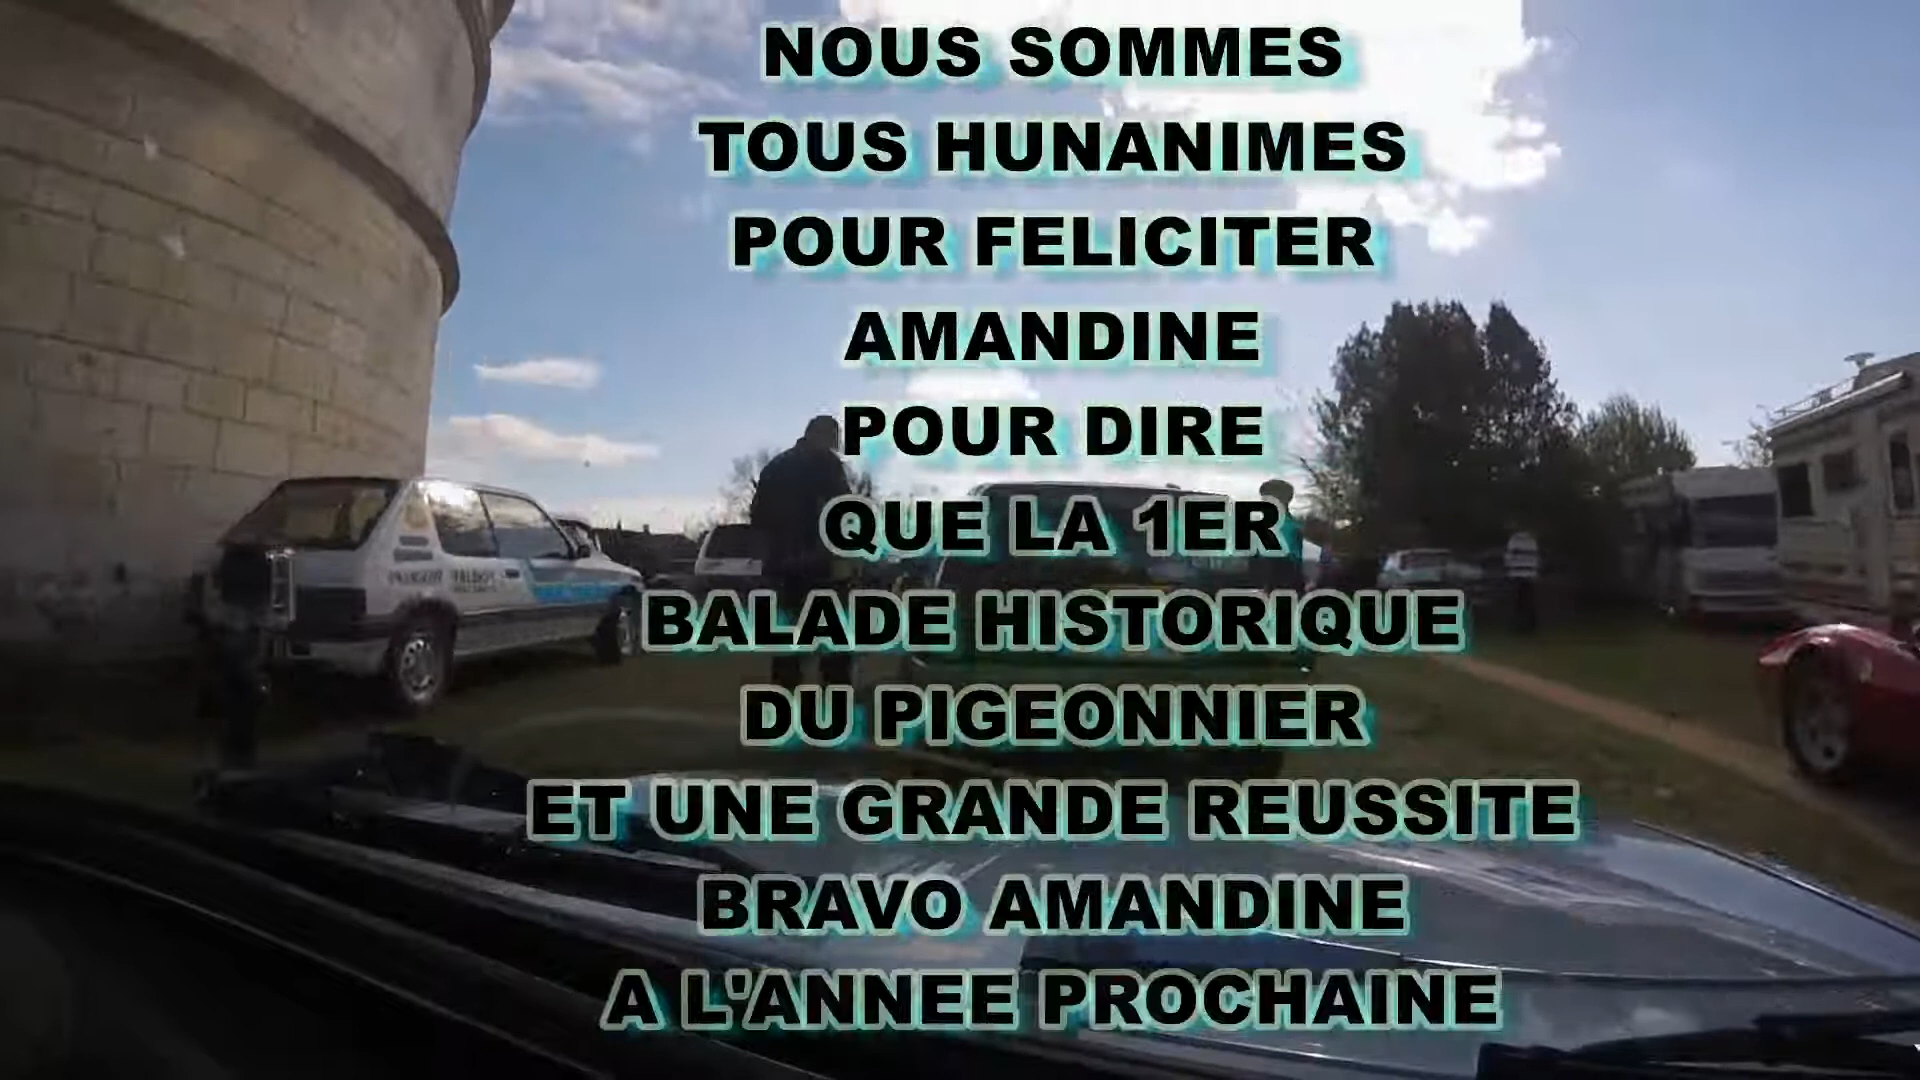 NOUS SOMMES
TOUS HUNANIMES
POUR FELICITER
AMANDINE
POUR DIRE
QUE LA 1ER
BALADE HISTORIQUE
DU PIGEONNIER
ET UNE GRANDE REUSSITE
BRAVO AMANDINE
A L'ANNEE PROCHAINE